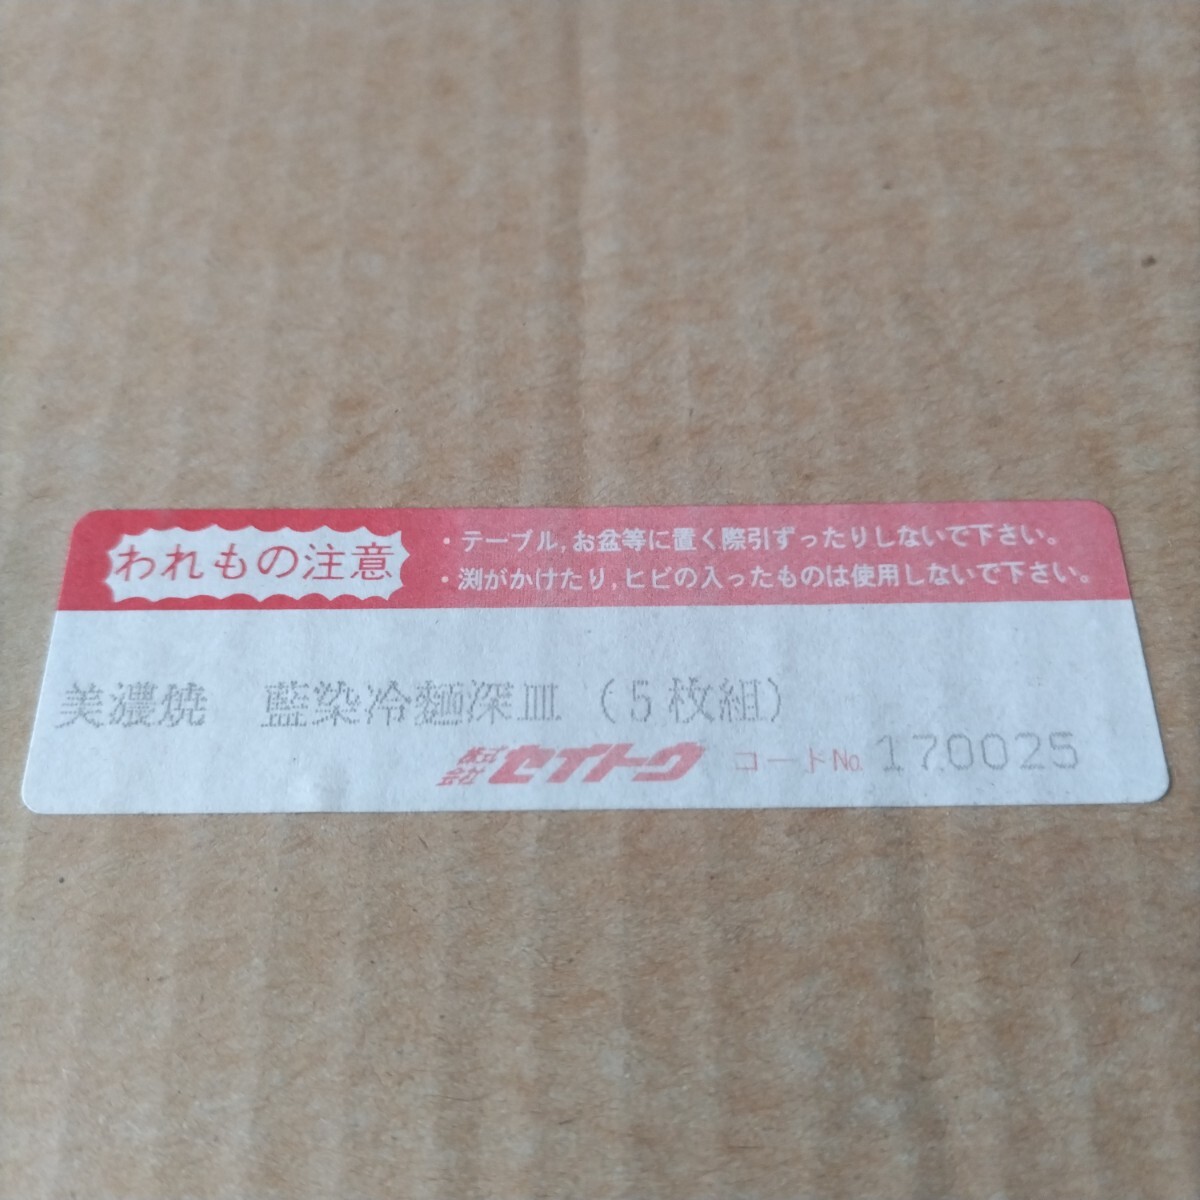 われもの注意
・テーブル,お盆等に置く際引ずったりしないで下さい。
・渕がかけたり,ヒビの入ったものは使用しないで下さい。
美濃焼 藍染冷麺深皿(5枚組)
株式会社 セイトウ コードNo. 170025